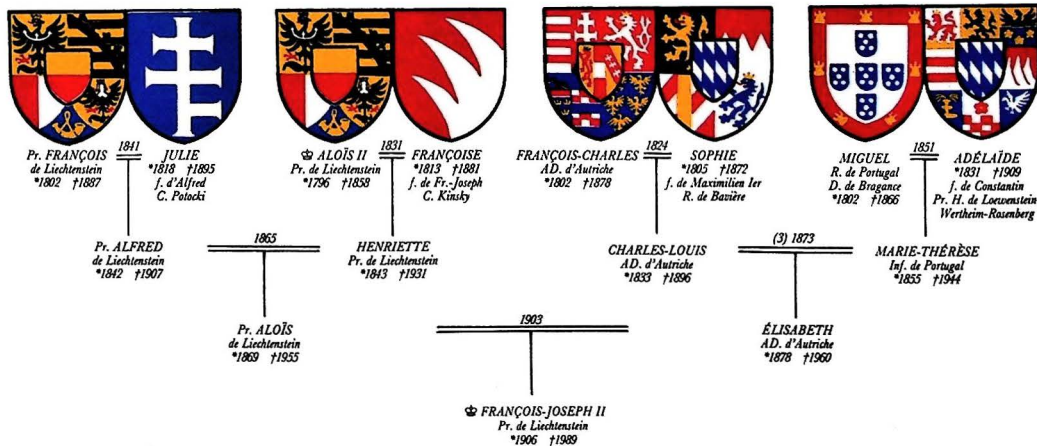 1841
Pr. FRANÇOIS
de Liechtenstein
*1802 †1887
JULIE
*1818 †1895
f. d'Alfred
C. Potocki
1831
♔ ALOÏS II
Pr. de Liechtenstein
*1796 †1858
FRANÇOISE
*1813 †1881
f. de Fr.-Joseph
C. Kinsky
1824
FRANÇOIS-CHARLES
AD. d'Autriche
*1802 †1878
SOPHIE
*1805 †1872
f. de Maximilien Ier
R. de Bavière
1851
MIGUEL
R. de Portugal
D. de Bragance
*1802 †1866
ADÉLAÏDE
*1831 †1909
f. de Constantin
Pr. H. de Loewenstein
Wertheim-Rosenberg
Pr. ALFRED
de Liechtenstein
*1842 †1907
1865
HENRIETTE
Pr. de Liechtenstein
*1843 †1931
CHARLES-LOUIS
AD. d'Autriche
*1833 †1896
(3) 1873
MARIE-THÉRÈSE
Inf. de Portugal
*1855 †1944
Pr. ALOÏS
de Liechtenstein
*1869 †1955
1903
ÉLISABETH
AD. d'Autriche
*1878 †1960
♔ FRANÇOIS-JOSEPH II
Pr. de Liechtenstein
*1906 †1989